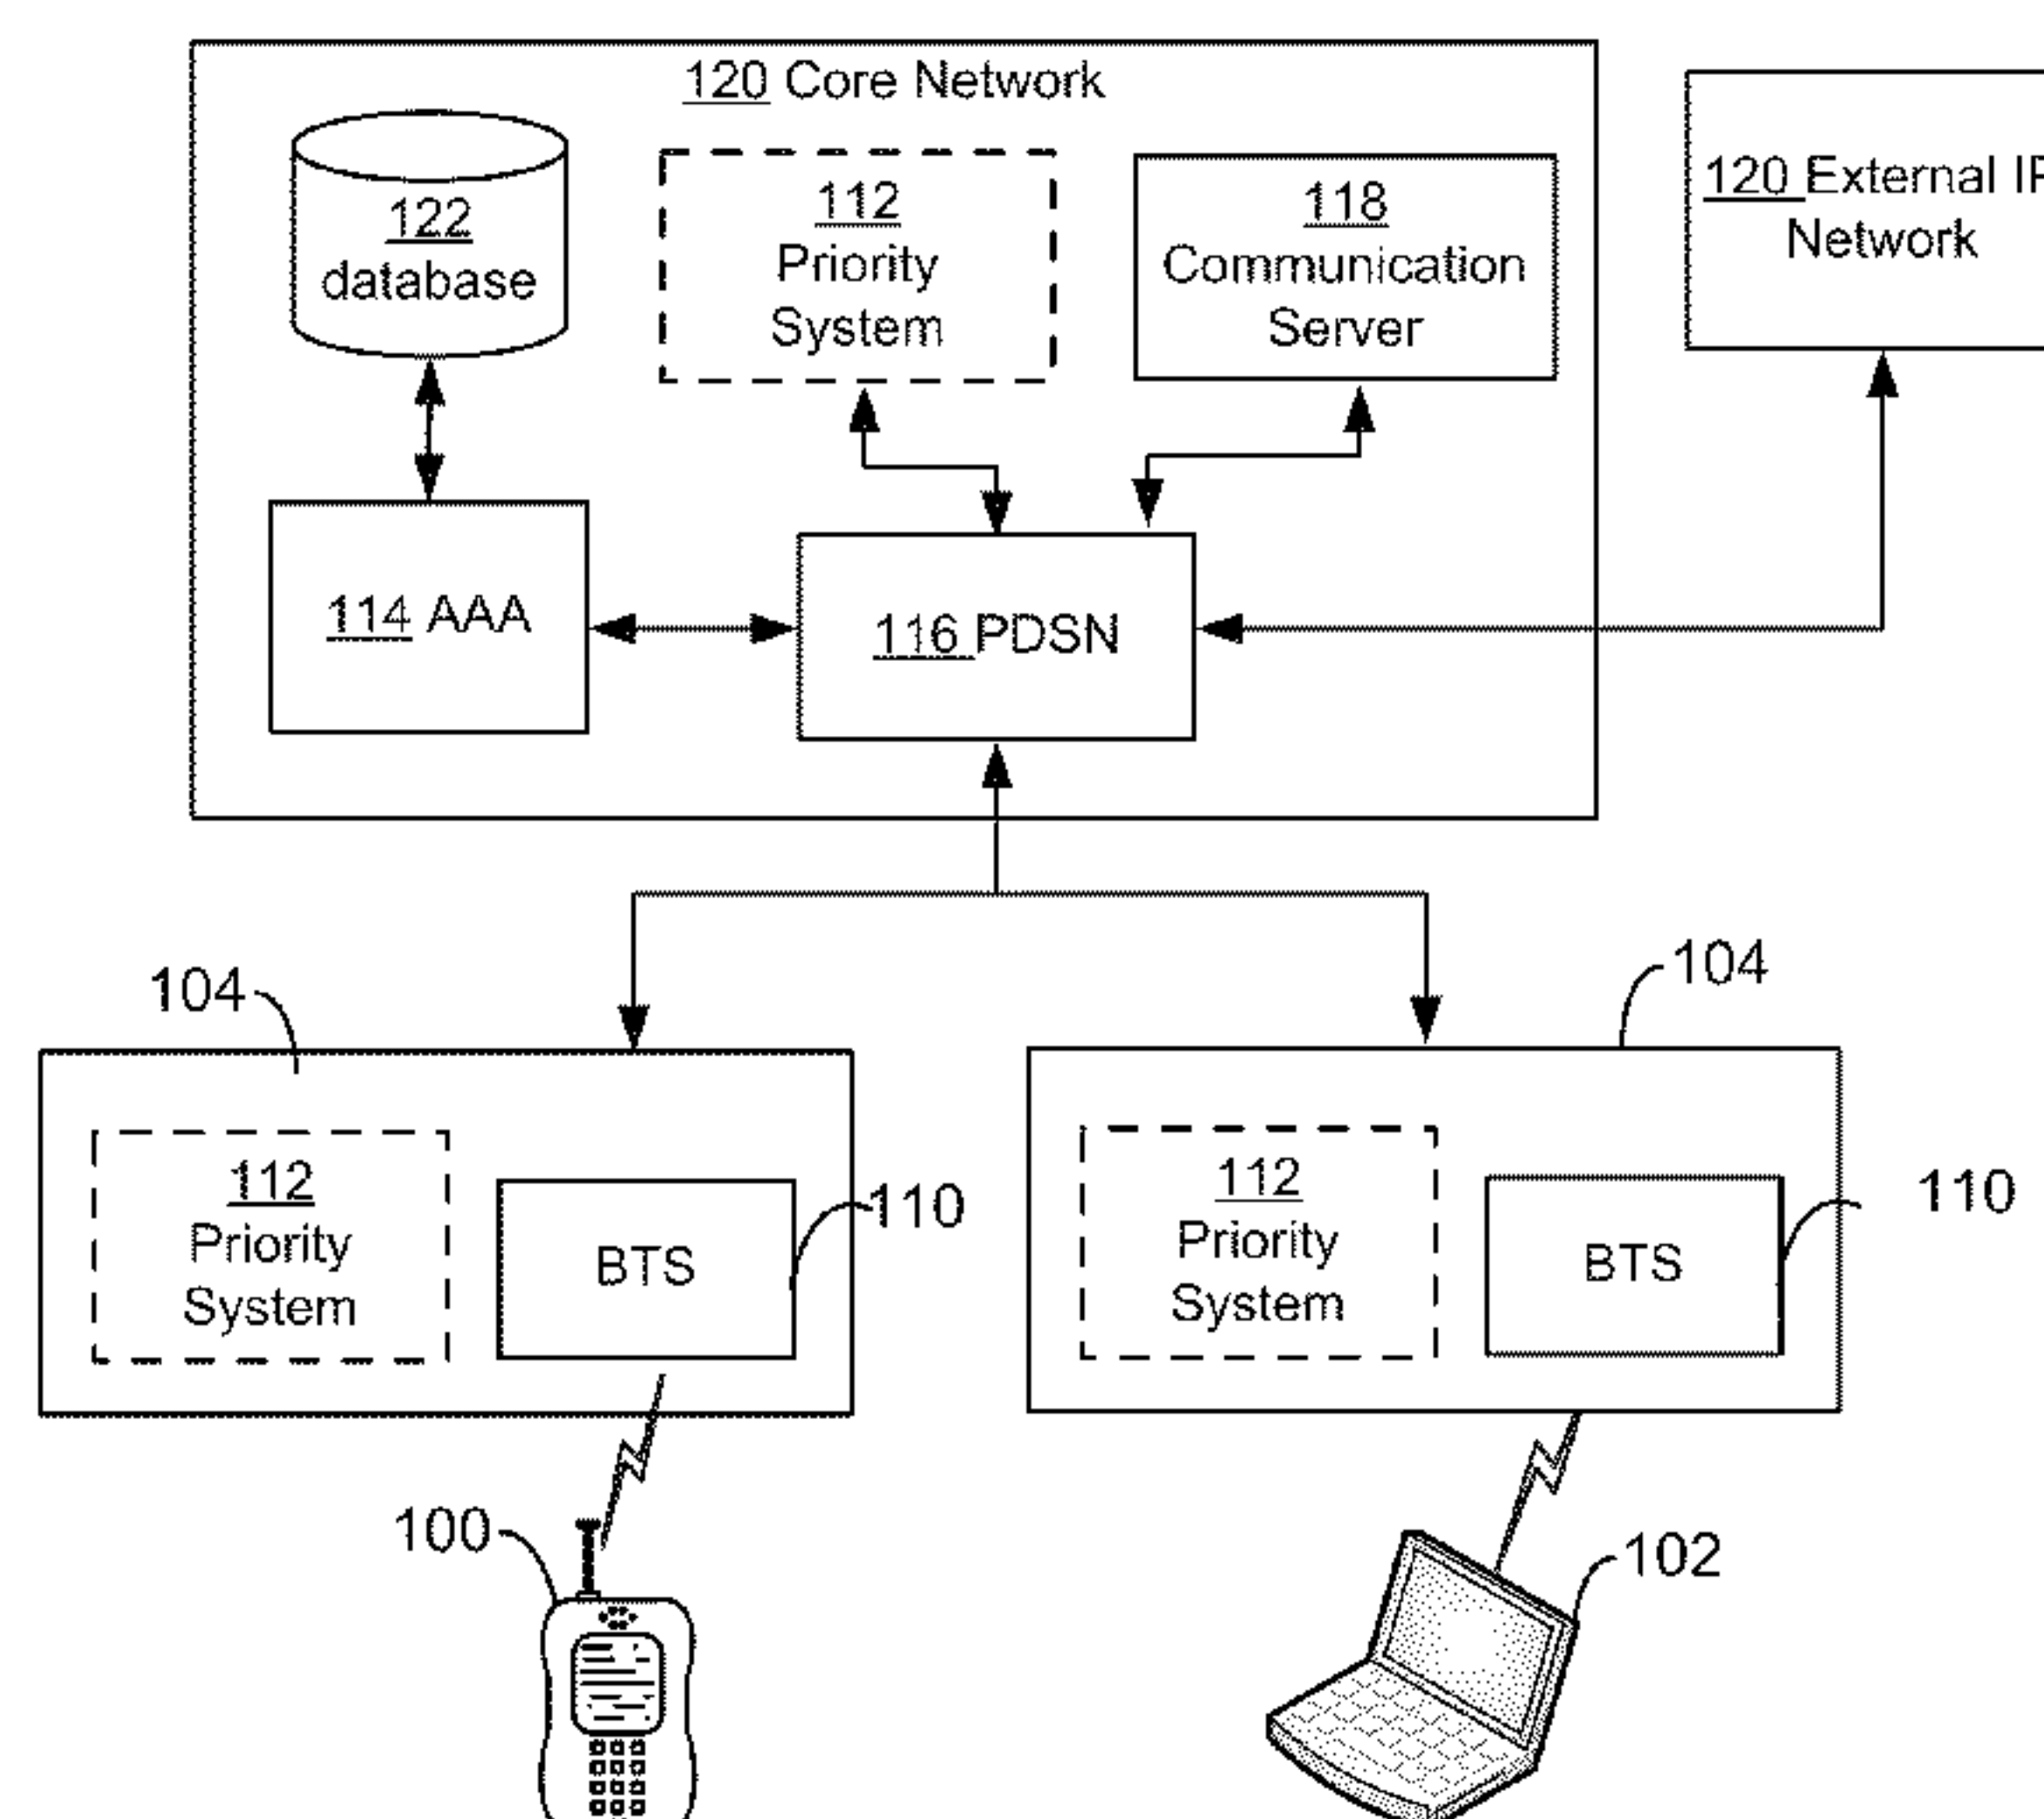 120 Core Network
122
database
112
Priority
System
118
Communication
Server
120 External IP
Network
114 AAA
116 PDSN
104
104
112
Priority
System
BTS
110
112
Priority
System
BTS
110
100
102